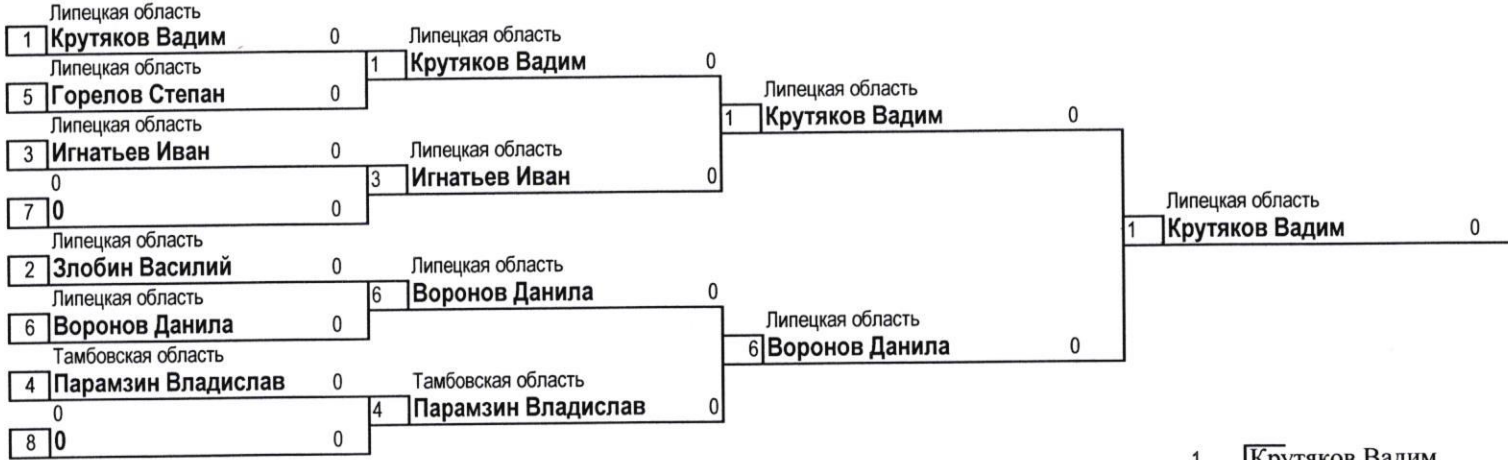 Липецкая область
1 Крутяков Вадим 0
Липецкая область
5 Горелов Степан 0
Липецкая область
3 Игнатьев Иван 0
0
7 0 0
Липецкая область
2 Злобин Василий 0
Липецкая область
6 Воронов Данила 0
Тамбовская область
4 Парамзин Владислав 0
0
8 0 0
Липецкая область
1 Крутяков Вадим 0
Липецкая область
3 Игнатьев Иван 0
Липецкая область
6 Воронов Данила 0
Тамбовская область
4 Парамзин Владислав 0
Липецкая область
1 Крутяков Вадим 0
Липецкая область
6 Воронов Данила 0
Липецкая область
1 Крутяков Вадим 0
1 Крутяков Вадим